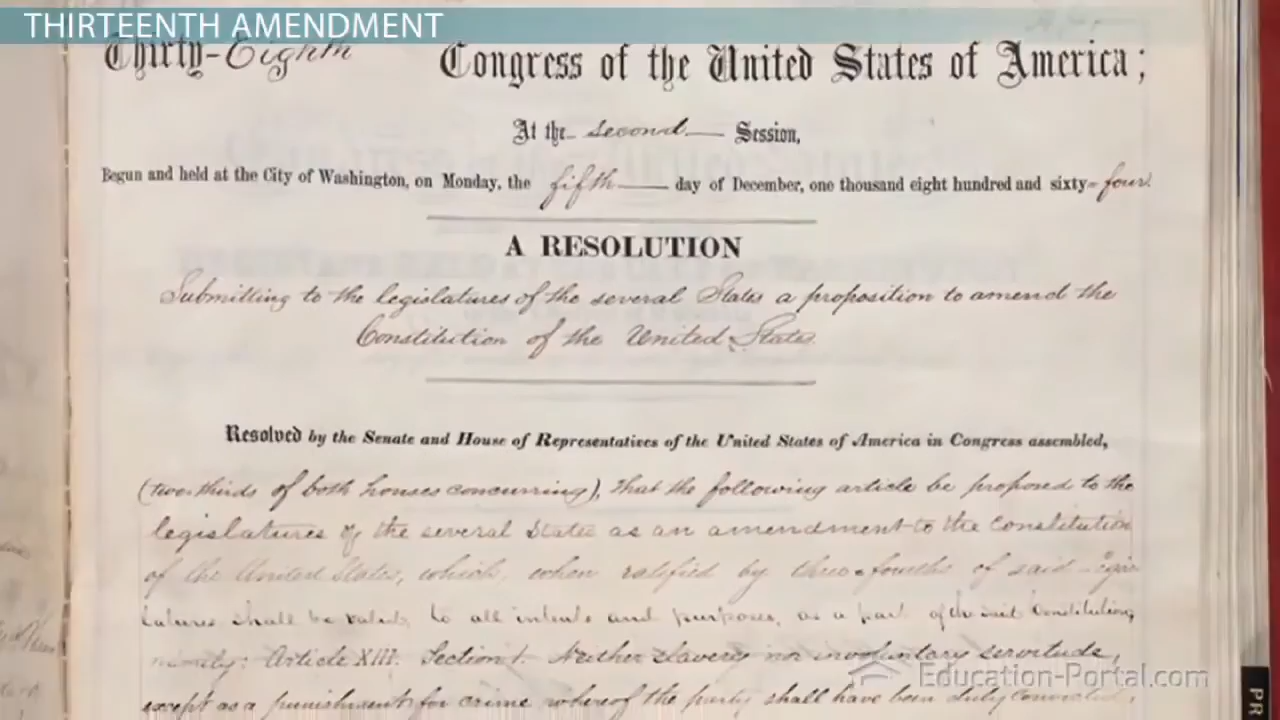 THIRTEENTH AMENDMENT
Thirty-Eighth Congress of the United States of America;
At the second Session,
Begun and held at the City of Washington, on Monday, the fifth day of December, one thousand eight hundred and sixty-four.
A RESOLUTION
Submitting to the legislatures of the several States a proposition to amend the
Constitution of the United States.
Resolved by the Senate and House of Representatives of the United States of America in Congress assembled,
(two-thirds of both houses concurring), that the following article be proposed to the
legislatures of the several States as an amendment to the Constitution
of the United States, which, when ratified by three-fourths of said legis-
latures shall be valid, to all intents and purposes, as a part of the said Constitution,
namely: Article XIII. Section 1. Neither slavery nor involuntary servitude,
except as a punishment for crime whereof the party shall have been duly convicted,
Education-Portal.com
PR